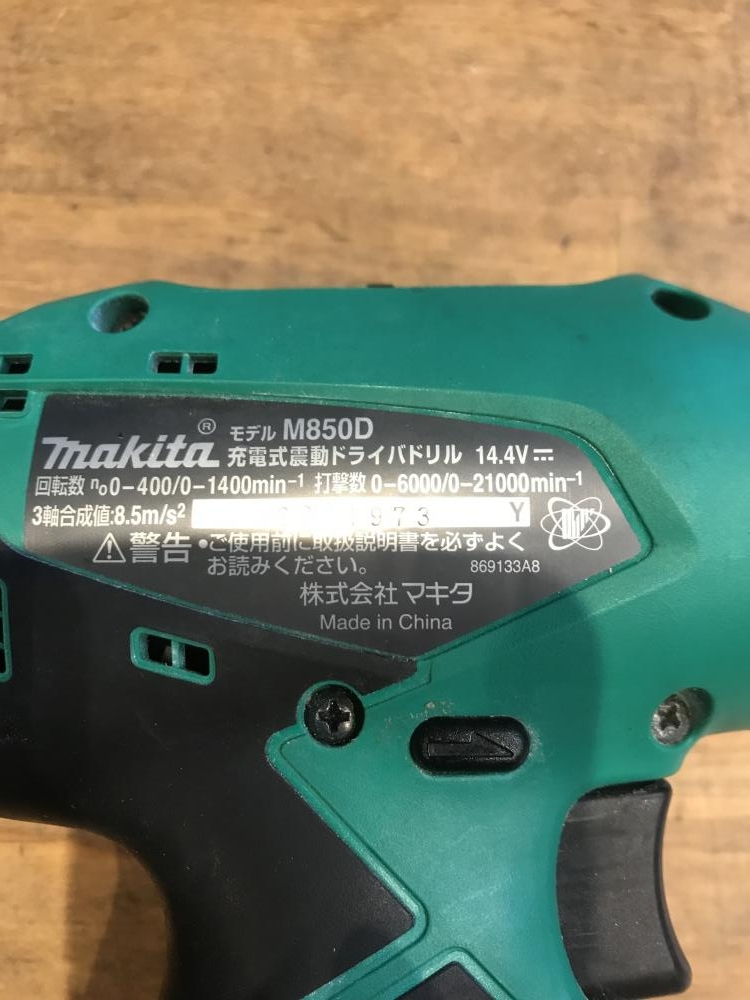 makita® モデル M850D
充電式震動ドライバドリル 14.4V⎓
回転数 n₀0-400/0-1400min⁻¹ 打撃数 0-6000/0-21000min⁻¹
3軸合成値:8.5m/s² 973 Y
⚠警告 •ご使用前に取扱説明書を必ずよく
お読みください。 869133A8
株式会社マキタ
Made in China